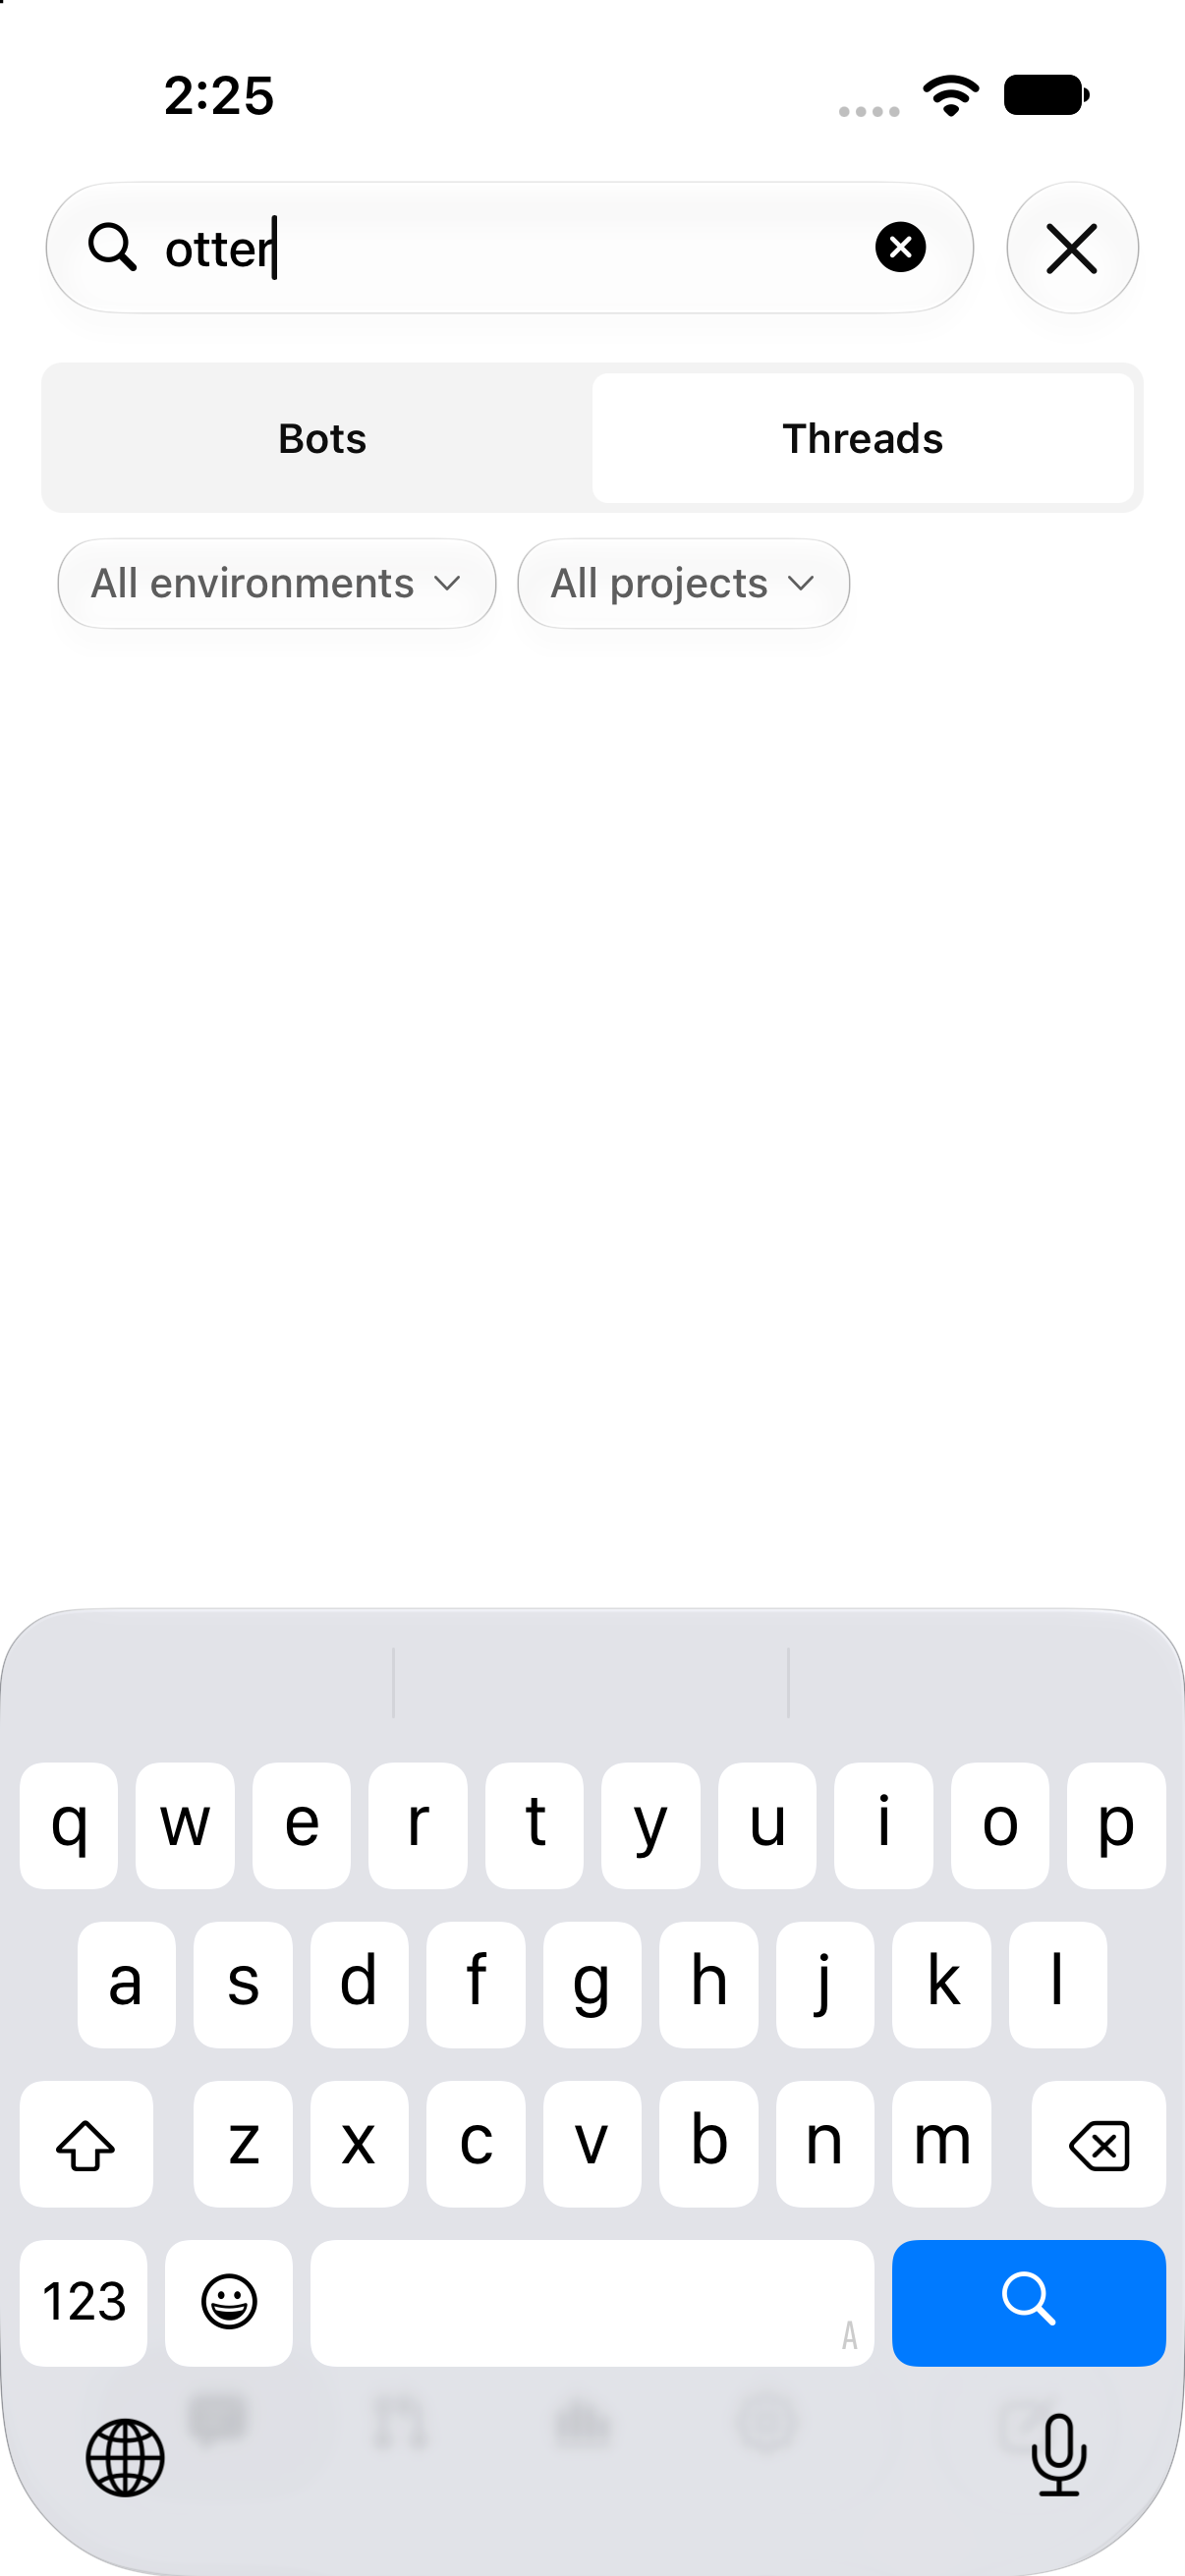 2:25
otter
Bots Threads
All environments All projects
q w e r t y u i o p
a s d f g h j k l
z x c v b n m
123
A